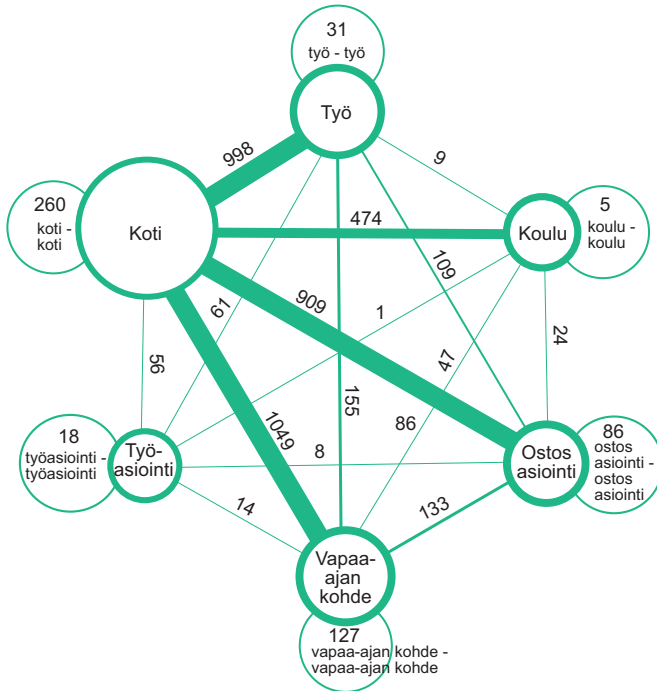 31
työ - työ
Työ
998
9
260
koti -
koti
Koti
474
Koulu
5
koulu -
koulu
109
61
909
1
24
47
56
155
86
1049
18
työasiointi -
työasiointi
Työ-
asiointi
8
Ostos
asiointi
86
ostos
asiointi -
ostos
asiointi
14
133
Vapaa-
ajan
kohde
127
vapaa-ajan kohde -
vapaa-ajan kohde